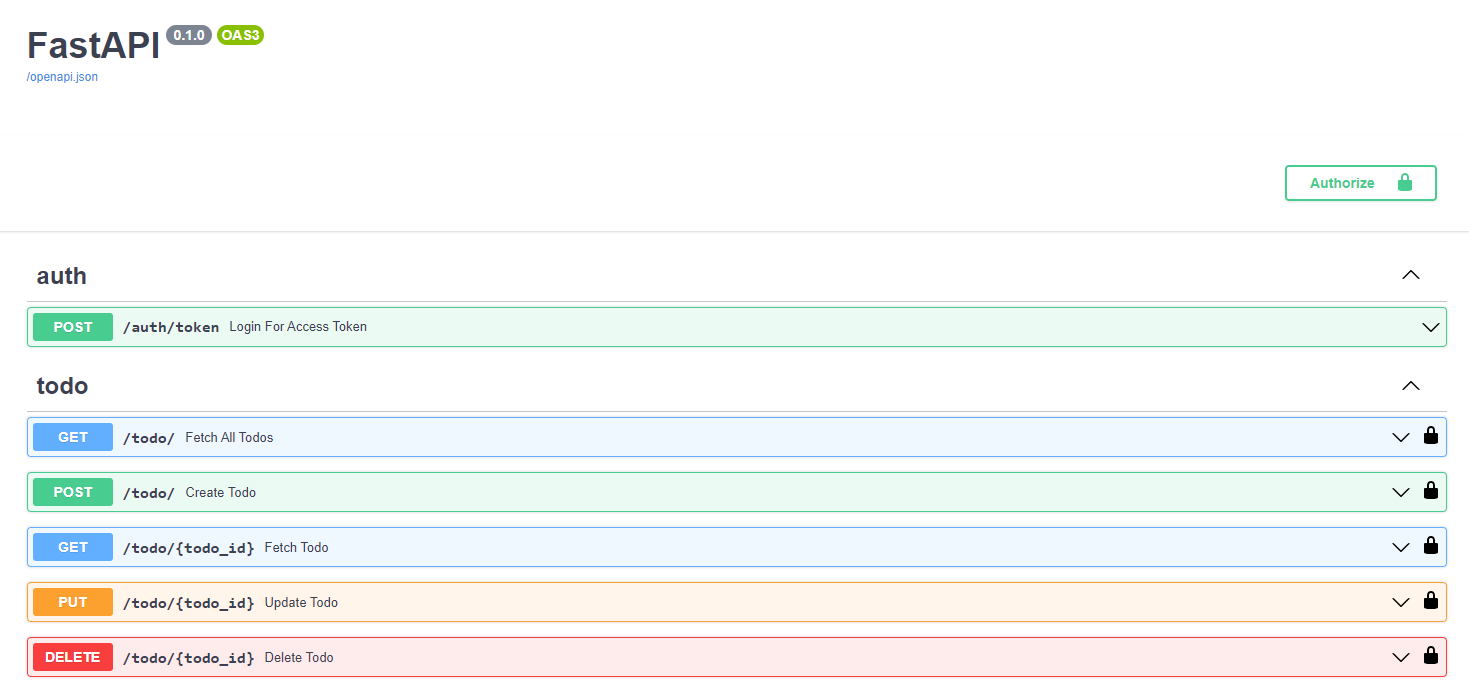 FastAPI 0.1.0 OAS3
/openapi.json
Authorize
auth
POST /auth/token Login For Access Token
todo
GET /todo/ Fetch All Todos
POST /todo/ Create Todo
GET /todo/{todo_id} Fetch Todo
PUT /todo/{todo_id} Update Todo
DELETE /todo/{todo_id} Delete Todo